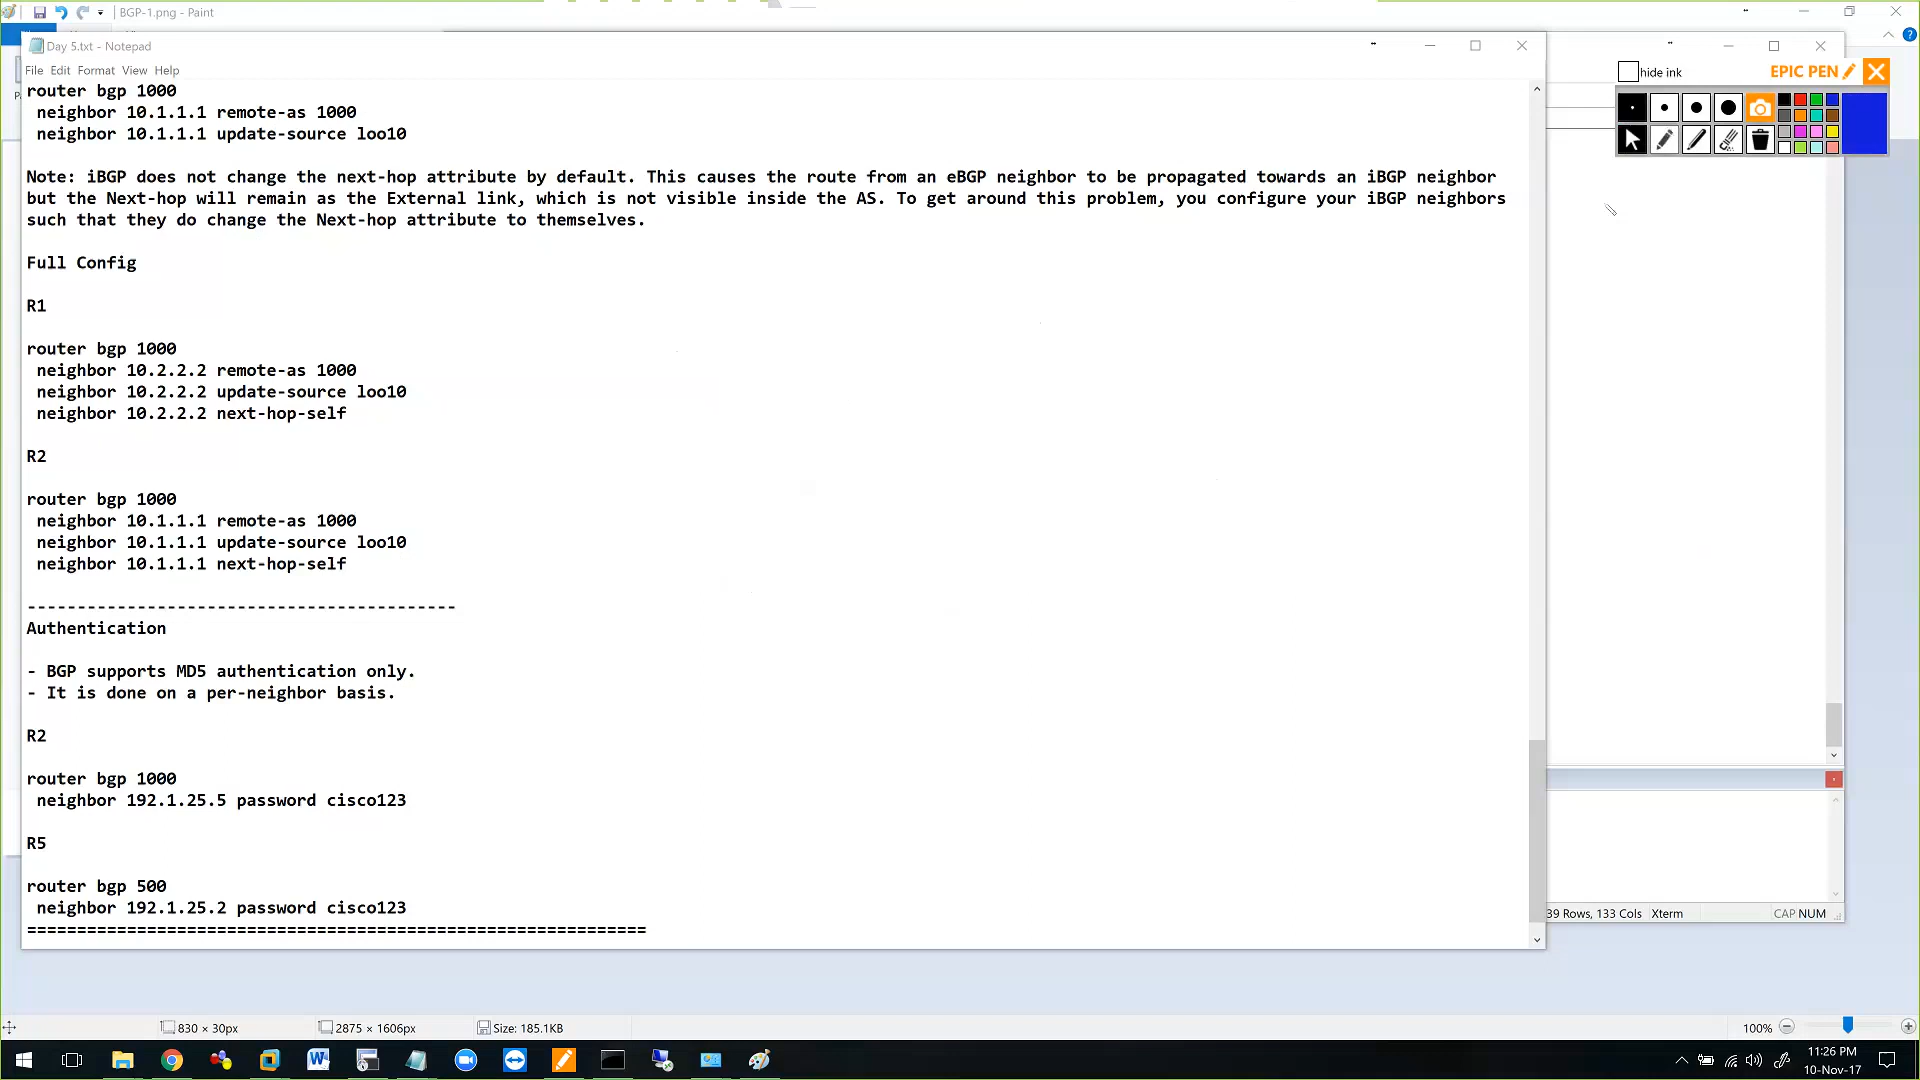 BGP-1.png - Paint
Day 5.txt - Notepad
File Edit Format View Help
router bgp 1000
neighbor 10.1.1.1 remote-as 1000
neighbor 10.1.1.1 update-source loo10
Note: iBGP does not change the next-hop attribute by default. This causes the route from an eBGP neighbor to be propagated towards an iBGP neighbor
but the Next-hop will remain as the External link, which is not visible inside the AS. To get around this problem, you configure your iBGP neighbors
such that they do change the Next-hop attribute to themselves.
Full Config
R1
router bgp 1000
neighbor 10.2.2.2 remote-as 1000
neighbor 10.2.2.2 update-source loo10
neighbor 10.2.2.2 next-hop-self
R2
router bgp 1000
neighbor 10.1.1.1 remote-as 1000
neighbor 10.1.1.1 update-source loo10
neighbor 10.1.1.1 next-hop-self
-------------------------------------------
Authentication
- BGP supports MD5 authentication only.
- It is done on a per-neighbor basis.
R2
router bgp 1000
neighbor 192.1.25.5 password cisco123
R5
router bgp 500
neighbor 192.1.25.2 password cisco123
==============================================================
hide ink
EPIC PEN
39 Rows, 133 Cols Xterm CAP NUM
830 × 30px 2875 × 1606px Size: 185.1KB 100%
11:26 PM
10-Nov-17